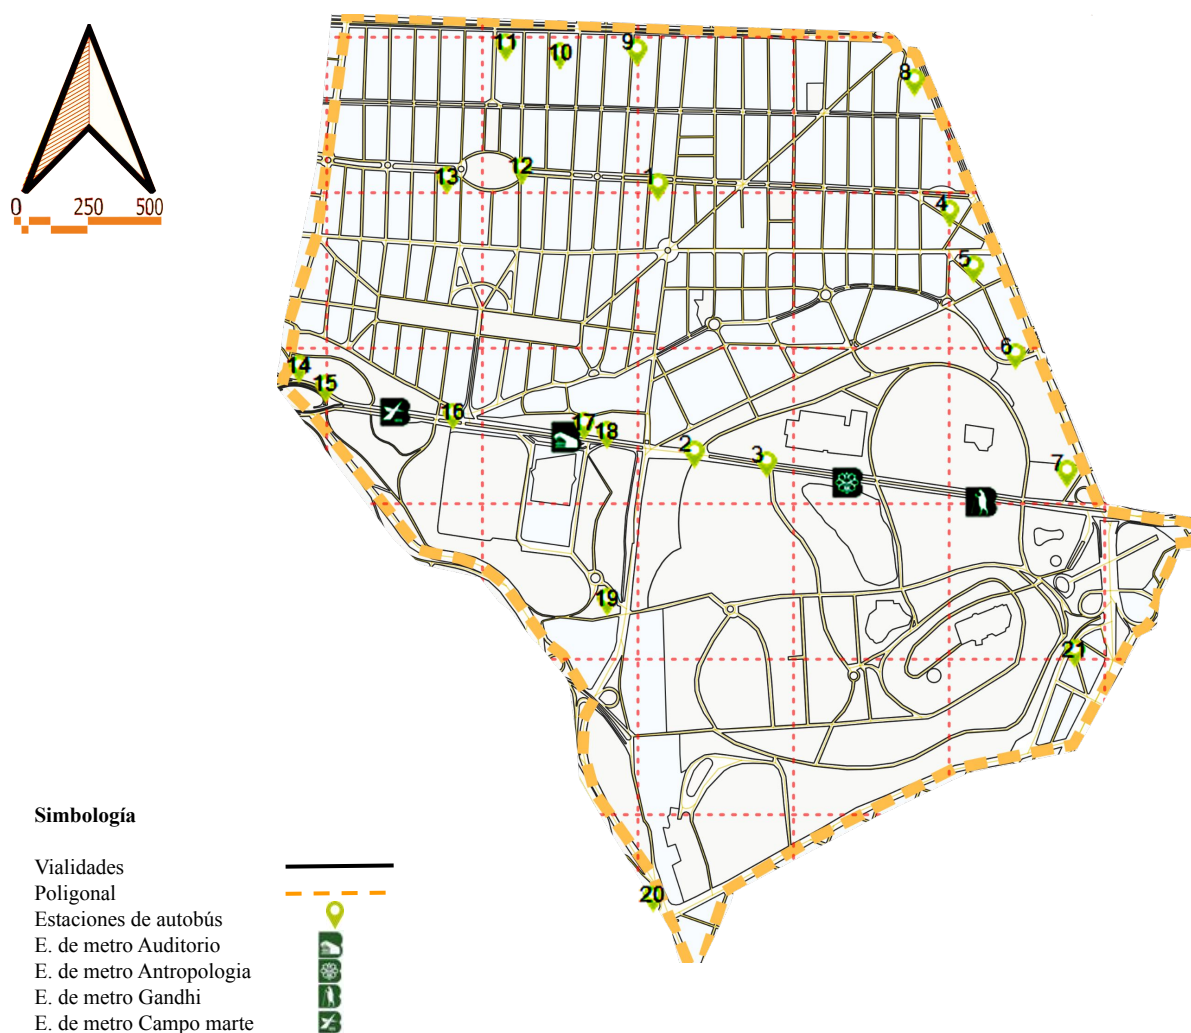 0 250 500
11
10
9
8
13
12
1
4
5
6
14
15
16
17
18
2
3
7
19
21
20
Simbología
Vialidades
Poligonal
Estaciones de autobús
E. de metro Auditorio
E. de metro Antropologia
E. de metro Gandhi
E. de metro Campo marte